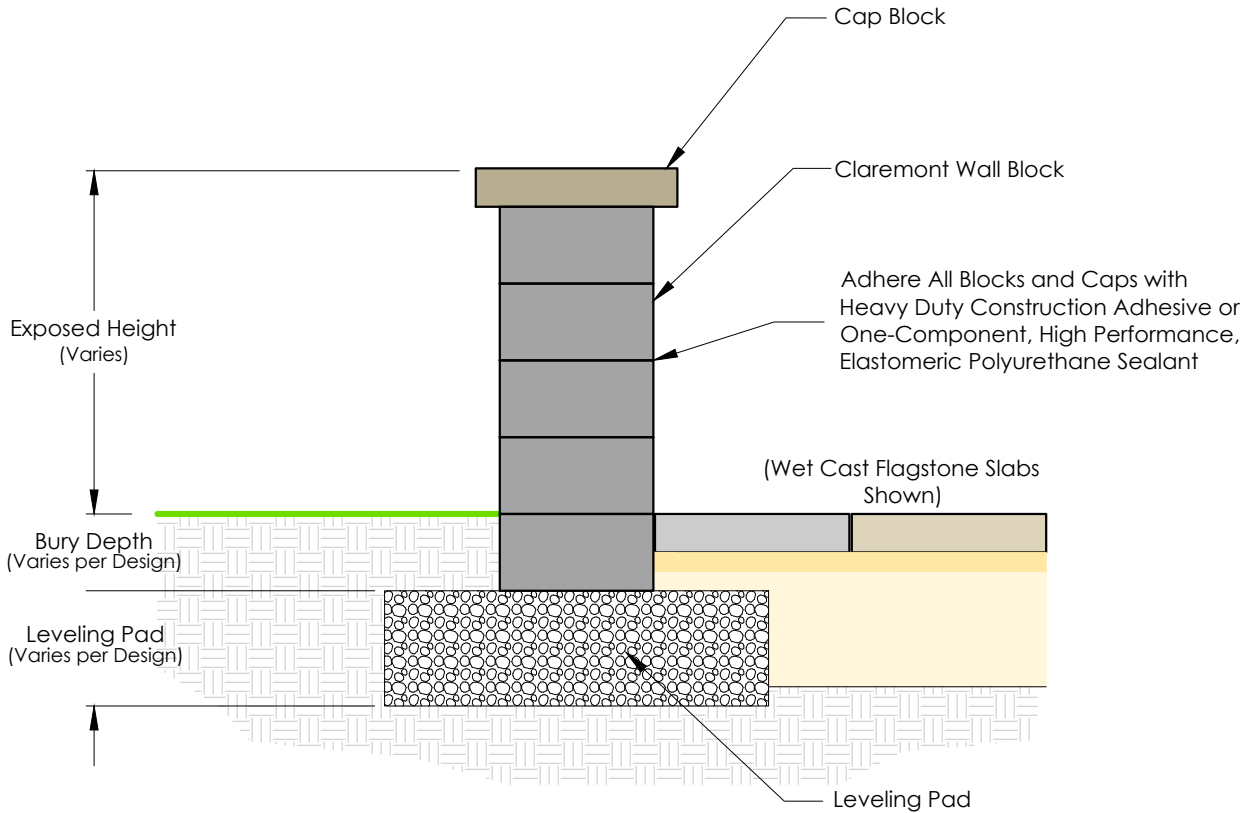 Cap Block
Claremont Wall Block
Adhere All Blocks and Caps with
Heavy Duty Construction Adhesive or
One-Component, High Performance,
Elastomeric Polyurethane Sealant
Exposed Height
(Varies)
(Wet Cast Flagstone Slabs
Shown)
Bury Depth
(Varies per Design)
Leveling Pad
(Varies per Design)
Leveling Pad